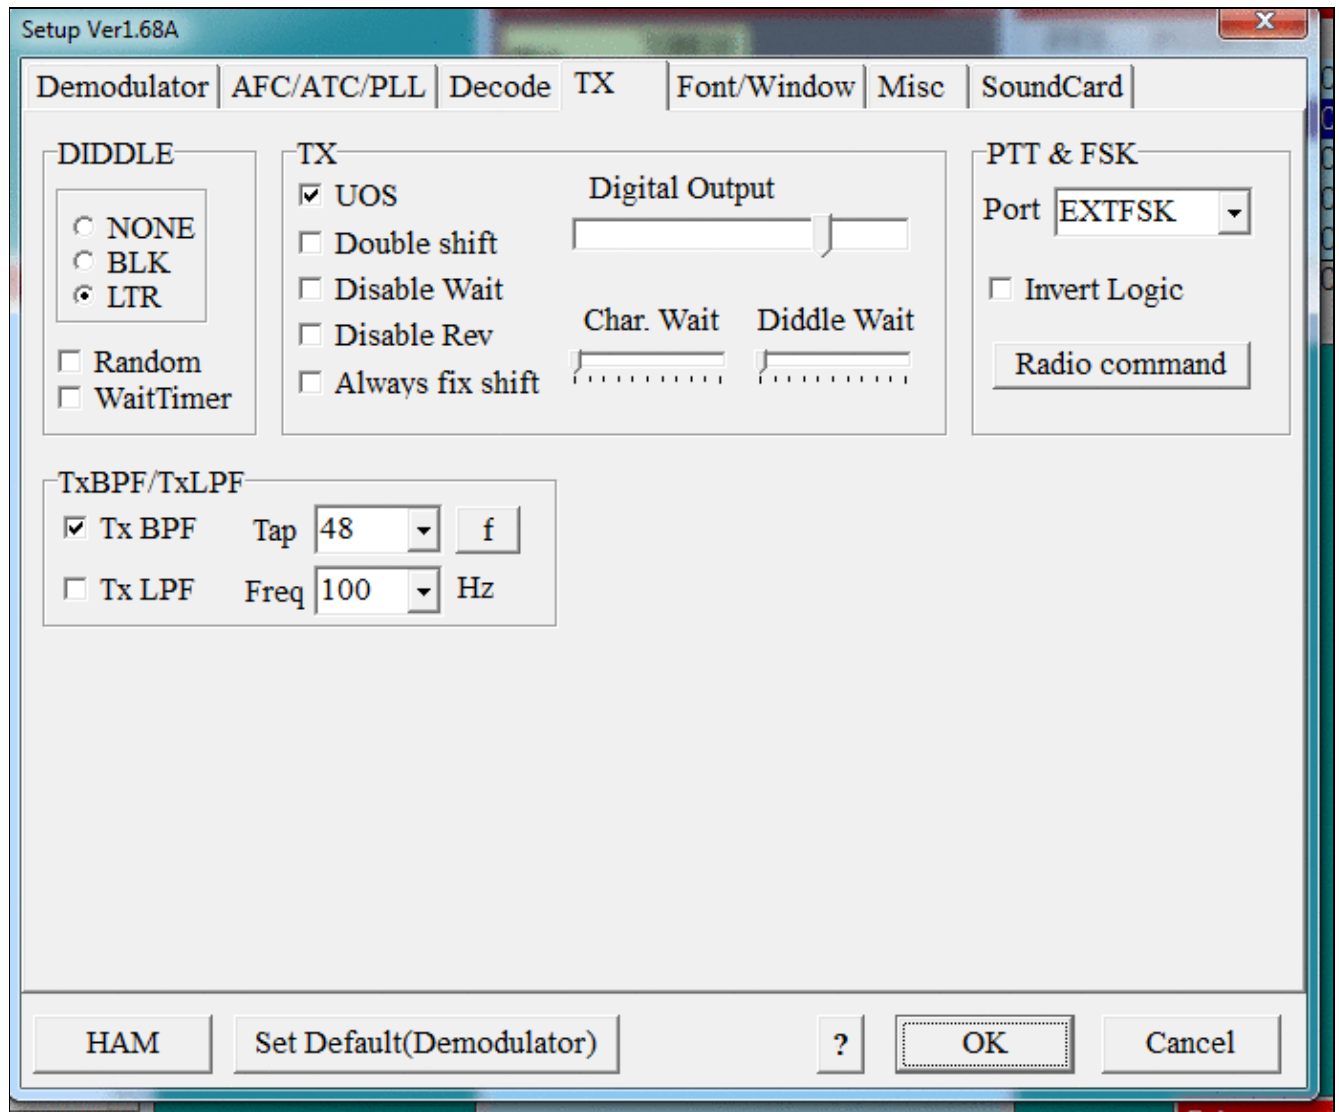 Setup Ver1.68A
Demodulator AFC/ATC/PLL Decode TX Font/Window Misc SoundCard
DIDDLE
NONE
BLK
LTR
Random
WaitTimer
TX
UOS
Double shift
Disable Wait
Disable Rev
Always fix shift
Digital Output
Char. Wait Diddle Wait
PTT & FSK
Port EXTFSK
Invert Logic
Radio command
TxBPF/TxLPF
Tx BPF Tap 48 f
Tx LPF Freq 100 Hz
HAM Set Default(Demodulator) ? OK Cancel